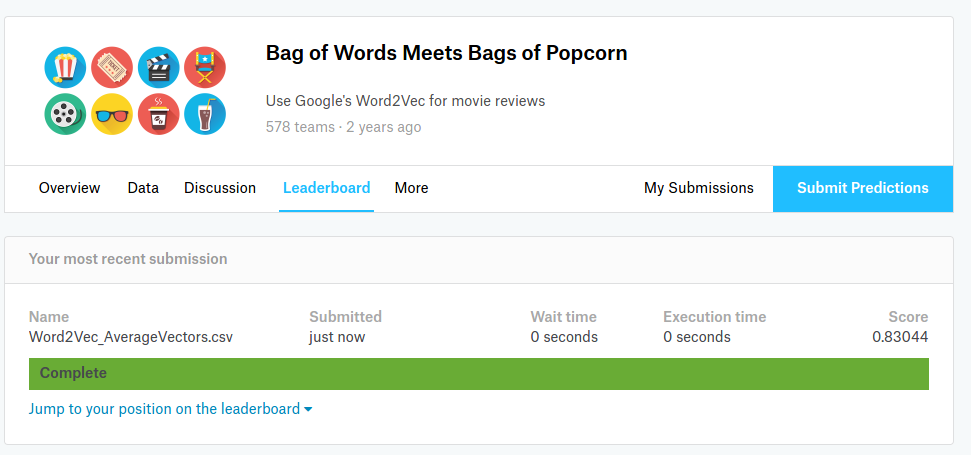 Bag of Words Meets Bags of Popcorn
Use Google's Word2Vec for movie reviews
578 teams · 2 years ago
Overview Data Discussion Leaderboard More My Submissions Submit Predictions
Your most recent submission
Name Submitted Wait time Execution time Score
Word2Vec_AverageVectors.csv just now 0 seconds 0 seconds 0.83044
Complete
Jump to your position on the leaderboard